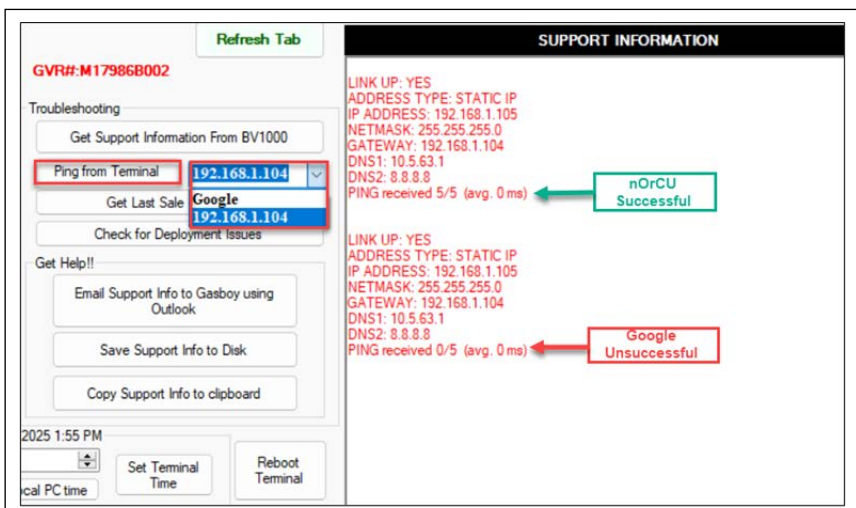 Refresh Tab
GVR#:M17986B002
Troubleshooting
Get Support Information From BV1000
Ping from Terminal
192.168.1.104
Google
192.168.1.104
Get Last Sale
Check for Deployment Issues
Get Help!!
Email Support Info to Gasboy using
Outlook
Save Support Info to Disk
Copy Support Info to clipboard
2025 1:55 PM
Set Terminal
Time
Reboot
Terminal
ocal PC time
SUPPORT INFORMATION
LINK UP: YES
ADDRESS TYPE: STATIC IP
IP ADDRESS: 192.168.1.105
NETMASK: 255.255.255.0
GATEWAY: 192.168.1.104
DNS1: 10.5.63.1
DNS2: 8.8.8.8
PING received 5/5 (avg. 0 ms)
nOrCU
Successful
LINK UP: YES
ADDRESS TYPE: STATIC IP
IP ADDRESS: 192.168.1.105
NETMASK: 255.255.255.0
GATEWAY: 192.168.1.104
DNS1: 10.5.63.1
DNS2: 8.8.8.8
PING received 0/5 (avg. 0 ms)
Google
Unsuccessful